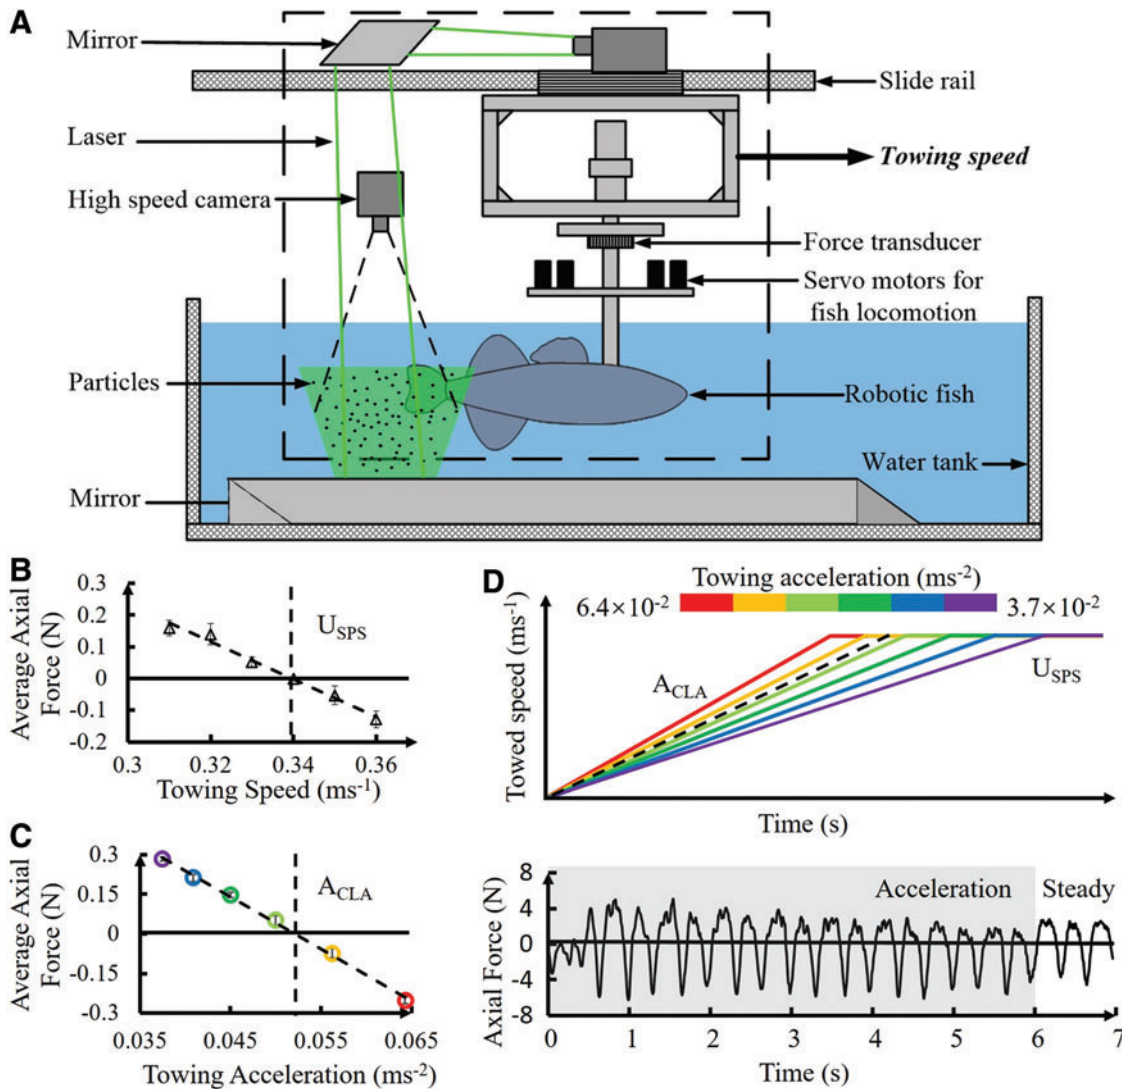 A
Mirror
Slide rail
Laser
Towing speed
High speed camera
Force transducer
Servo motors for
fish locomotion
Particles
Robotic fish
Water tank
Mirror
B
Average Axial
Force (N)
0.3
0.2
0.1
0
-0.1
-0.2
U_SPS
0.3 0.32 0.34 0.36
Towing Speed (ms⁻¹)
C
Average Axial
Force (N)
0.3
0.15
0
-0.15
-0.3
A_CLA
0.035 0.045 0.055 0.065
Towing Acceleration (ms⁻²)
D
Towing acceleration (ms⁻²)
6.4×10⁻² 3.7×10⁻²
Towed speed (ms⁻¹)
A_CLA
U_SPS
Time (s)
Axial Force (N)
8
4
0
-4
-8
Acceleration Steady
0 1 2 3 4 5 6 7
Time (s)